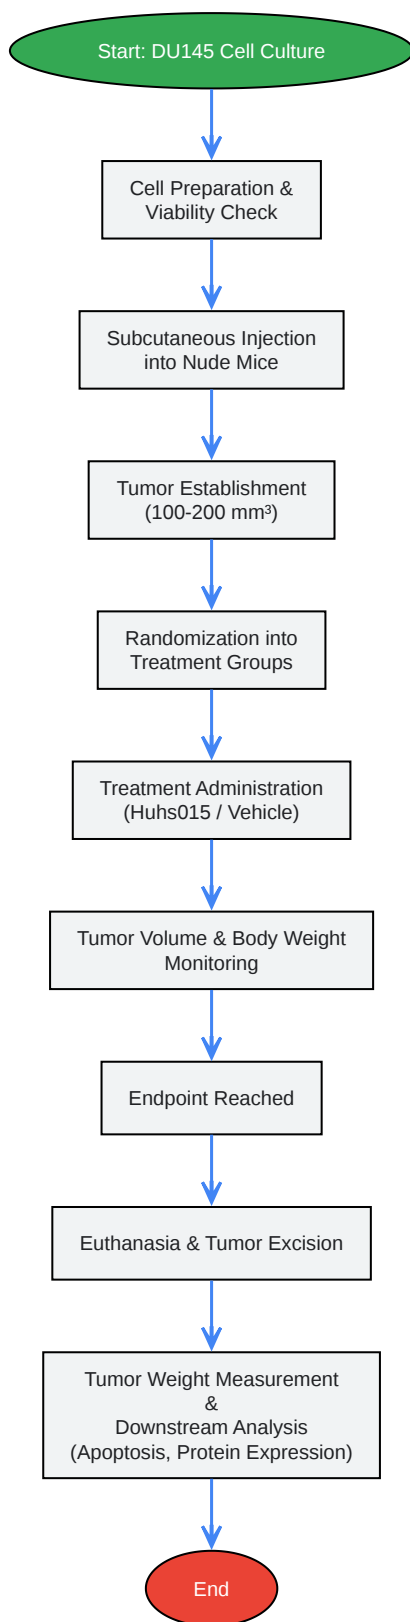 Start: DU145 Cell Culture
Cell Preparation &
Viability Check
Subcutaneous Injection
into Nude Mice
Tumor Establishment
(100-200 mm³)
Randomization into
Treatment Groups
Treatment Administration
(Huhs015 / Vehicle)
Tumor Volume & Body Weight
Monitoring
Endpoint Reached
Euthanasia & Tumor Excision
Tumor Weight Measurement
&
Downstream Analysis
(Apoptosis, Protein Expression)
End